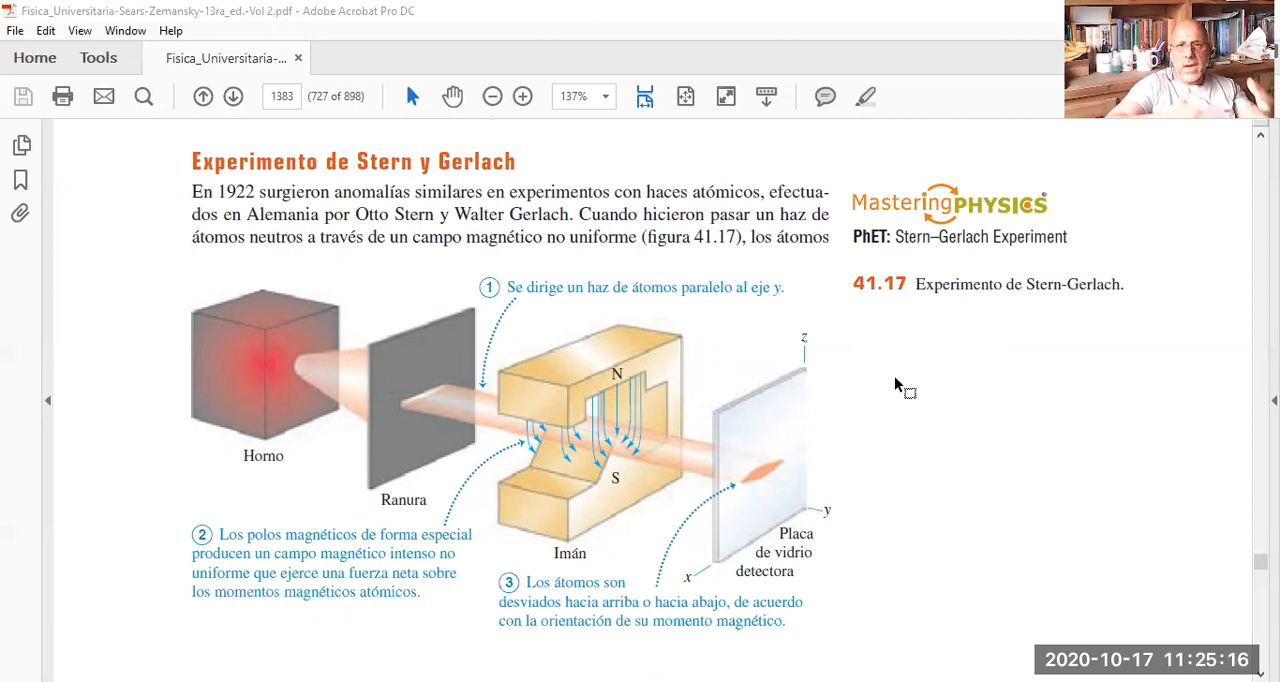 Fisica_Universitaria-Sears-Zemansky-13ra_ed.-Vol 2.pdf - Adobe Acrobat Pro DC
File Edit View Window Help
Home Tools Fisica_Universitaria-... ×
1383 (727 of 898) 137%
Experimento de Stern y Gerlach
En 1922 surgieron anomalías similares en experimentos con haces atómicos, efectua-
dos en Alemania por Otto Stern y Walter Gerlach. Cuando hicieron pasar un haz de
átomos neutros a través de un campo magnético no uniforme (figura 41.17), los átomos
MasteringPHYSICS®
PhET: Stern–Gerlach Experiment
41.17 Experimento de Stern-Gerlach.
1 Se dirige un haz de átomos paralelo al eje y.
z
N
S
Horno
Ranura
Imán
y
x
Placa
de vidrio
detectora
2 Los polos magnéticos de forma especial
producen un campo magnético intenso no
uniforme que ejerce una fuerza neta sobre
los momentos magnéticos atómicos.
3 Los átomos son
desviados hacia arriba o hacia abajo, de acuerdo
con la orientación de su momento magnético.
2020-10-17 11:25:16